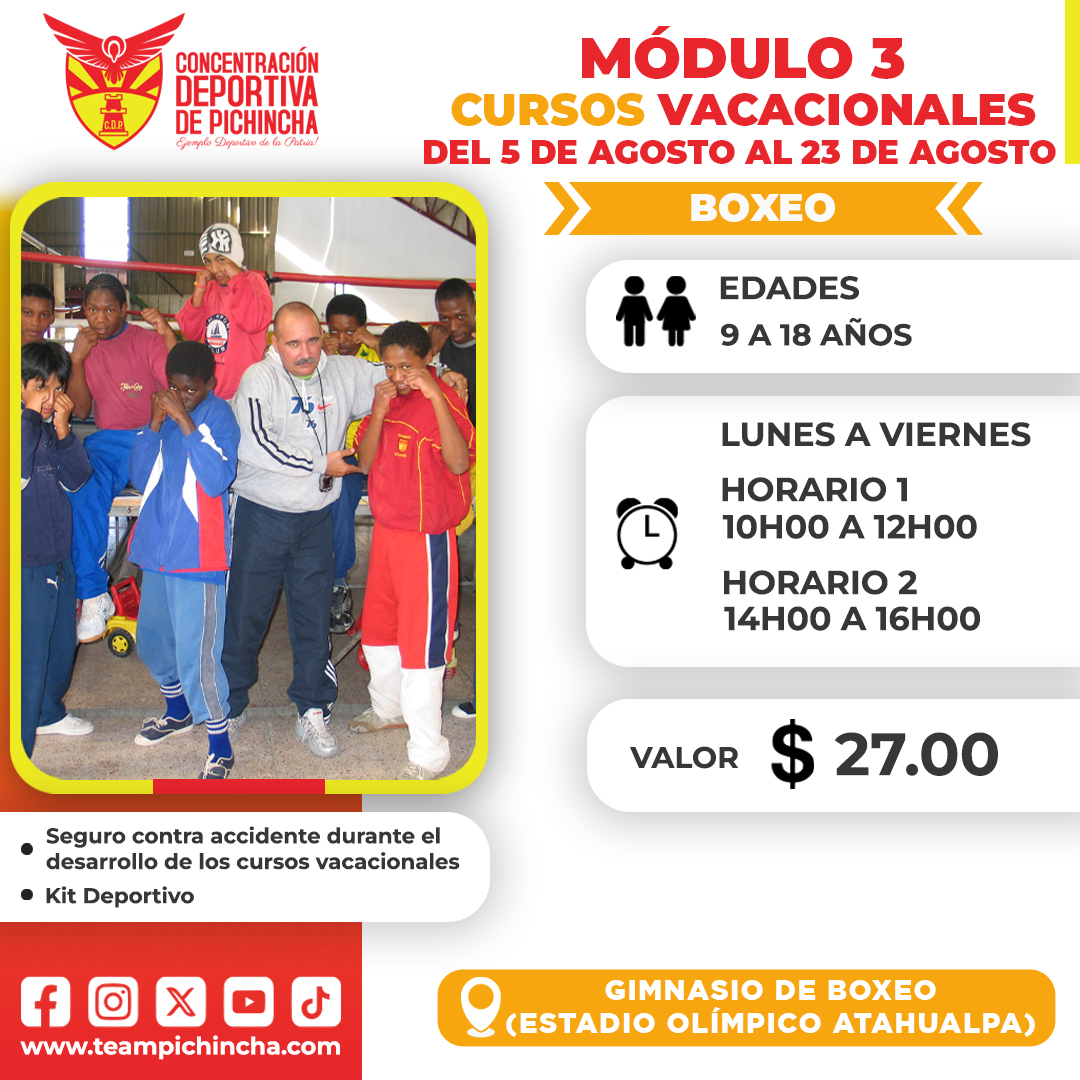 CONCENTRACIÓN
DEPORTIVA
DE PICHINCHA
Ejemplo Deportivo de la Patria!
C.D.P.
MÓDULO 3
CURSOS VACACIONALES
DEL 5 DE AGOSTO AL 23 DE AGOSTO
BOXEO
EDADES
9 A 18 AÑOS
LUNES A VIERNES
HORARIO 1
10H00 A 12H00
HORARIO 2
14H00 A 16H00
VALOR $ 27.00
76
76
Seguro contra accidente durante el
desarrollo de los cursos vacacionales
Kit Deportivo
www.teampichincha.com
GIMNASIO DE BOXEO
(ESTADIO OLÍMPICO ATAHUALPA)